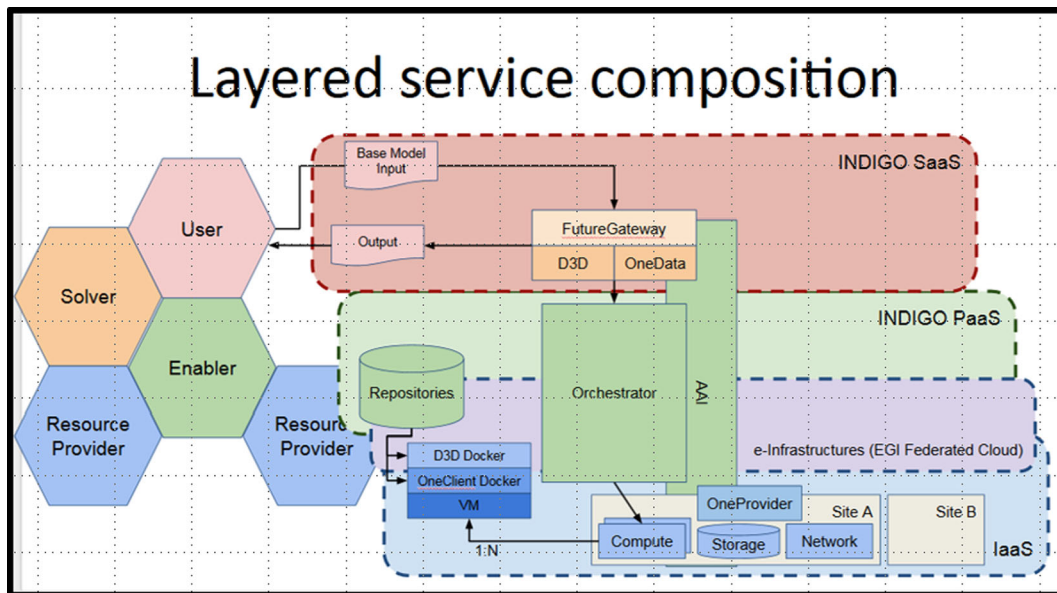 Layered service composition
Base Model
Input
INDIGO SaaS
User
Output
FutureGateway
D3D
OneData
Solver
INDIGO PaaS
Enabler
Repositories
Orchestrator
AAI
Resource
Provider
Resource
Provider
D3D Docker
e-Infrastructures (EGI Federated Cloud)
OneClient Docker
VM
OneProvider
Site A
Site B
Compute
Storage
Network
1:N
IaaS